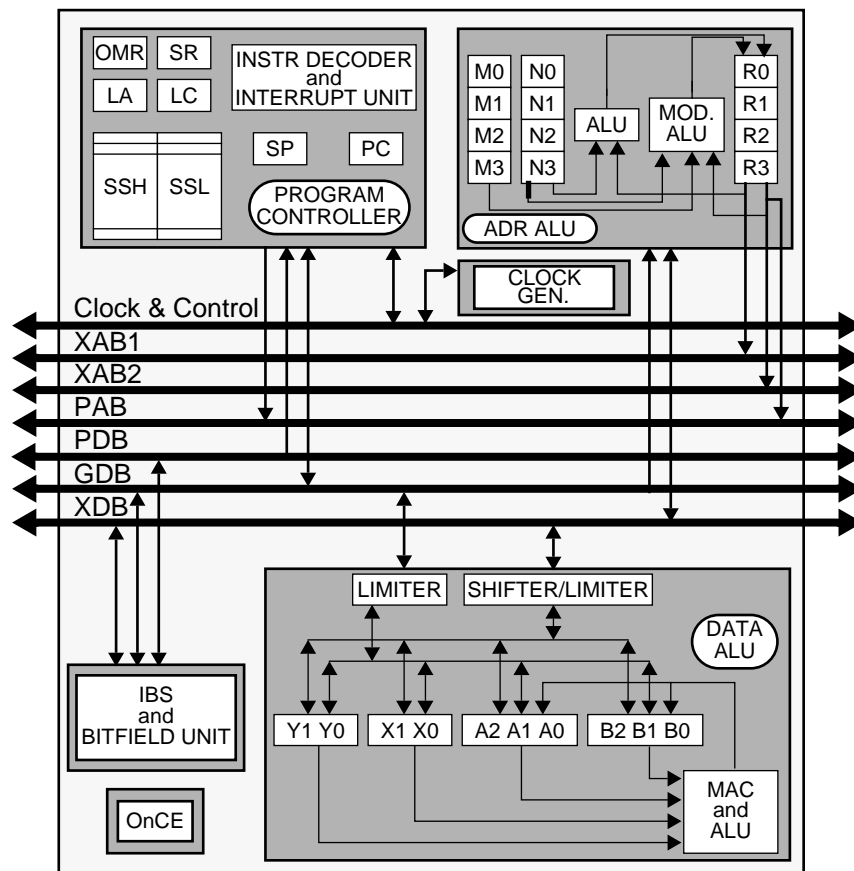 OMR SR
INSTR DECODER
and
INTERRUPT UNIT
LA LC
SP PC
SSH SSL
PROGRAM
CONTROLLER
M0 N0 R0
M1 N1 R1
M2 N2 R2
M3 N3 R3
ALU
MOD.
ALU
ADR ALU
CLOCK
GEN.
Clock & Control
XAB1
XAB2
PAB
PDB
GDB
XDB
LIMITER SHIFTER/LIMITER
DATA
ALU
IBS
and
BITFIELD UNIT
Y1 Y0 X1 X0 A2 A1 A0 B2 B1 B0
MAC
and
ALU
OnCE